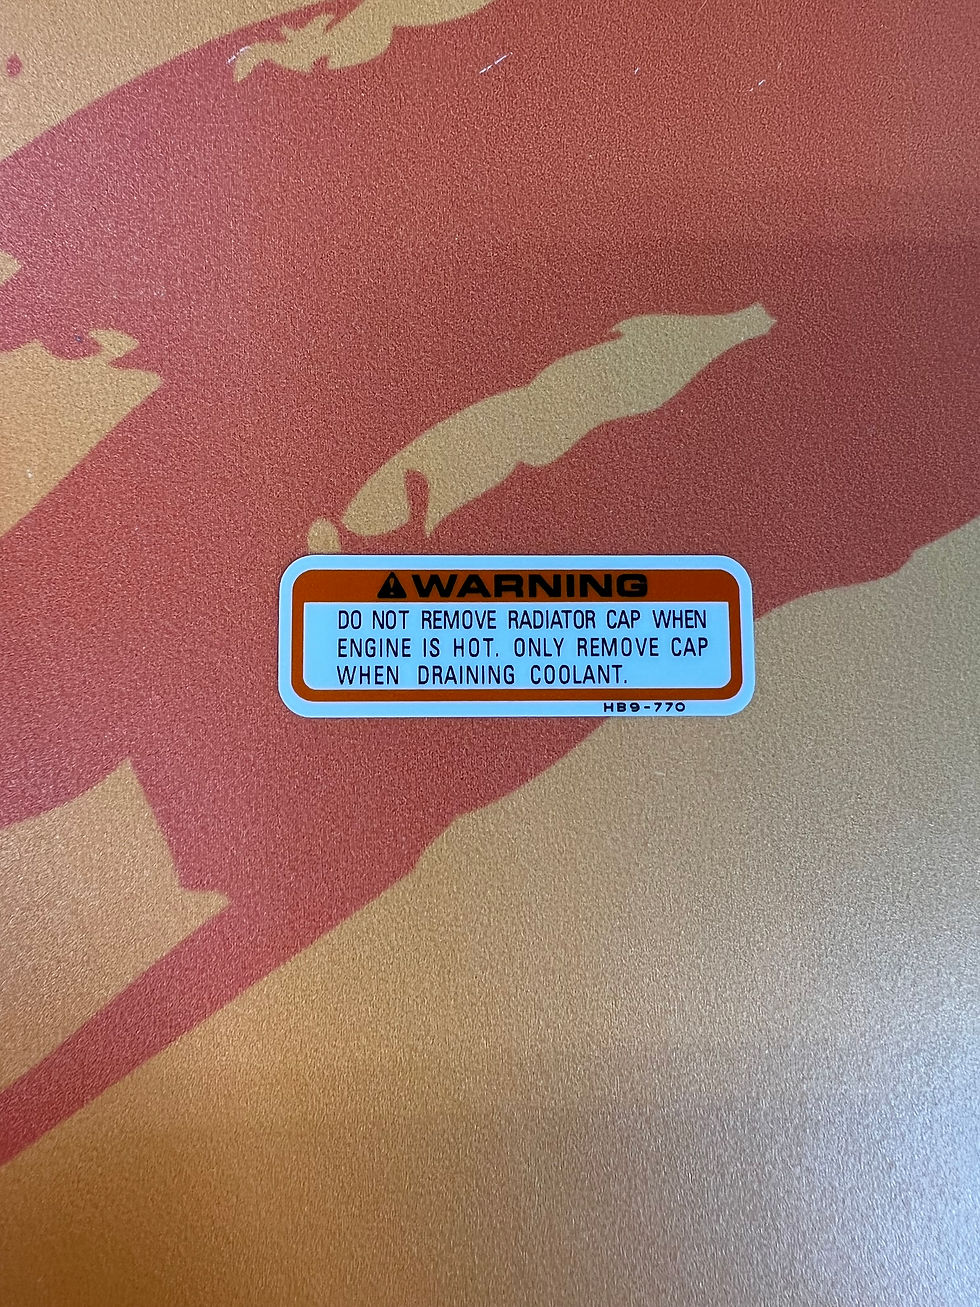 WARNING
DO NOT REMOVE RADIATOR CAP WHEN
ENGINE IS HOT. ONLY REMOVE CAP
WHEN DRAINING COOLANT.
HB9-770